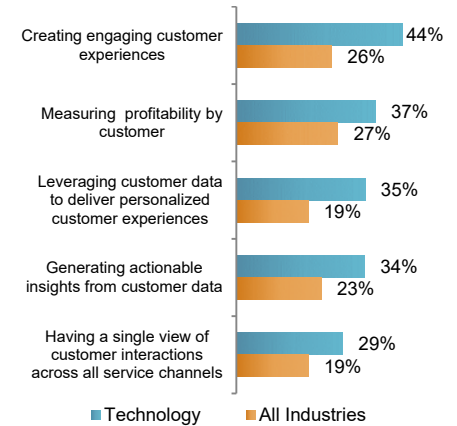 Creating engaging customer
experiences
44%
26%
Measuring profitability by
customer
37%
27%
Leveraging customer data
to deliver personalized
customer experiences
35%
19%
Generating actionable
insights from customer data
34%
23%
Having a single view of
customer interactions
across all service channels
29%
19%
Technology
All Industries